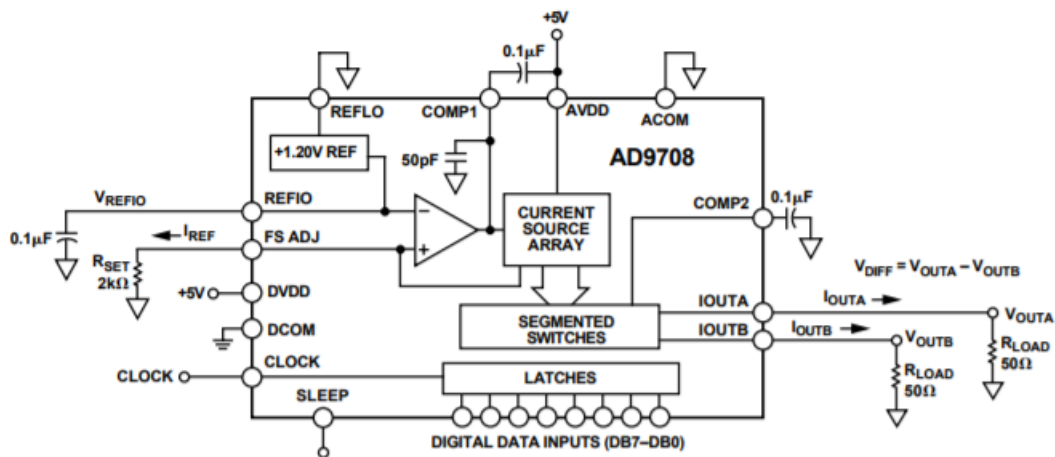 +5V
0.1µF
REFLO
COMP1
AVDD
ACOM
+1.20V REF
50pF
AD9708
VREFIO
REFIO
CURRENT
SOURCE
ARRAY
COMP2
0.1µF
0.1µF
IREF
FS ADJ
−
+
RSET
2kΩ
VDIFF = VOUTA – VOUTB
+5V
DVDD
IOUTA
IOUTA
VOUTA
SEGMENTED
SWITCHES
DCOM
IOUTB
IOUTB
VOUTB
RLOAD
50Ω
RLOAD
50Ω
CLOCK
CLOCK
LATCHES
SLEEP
DIGITAL DATA INPUTS (DB7–DB0)